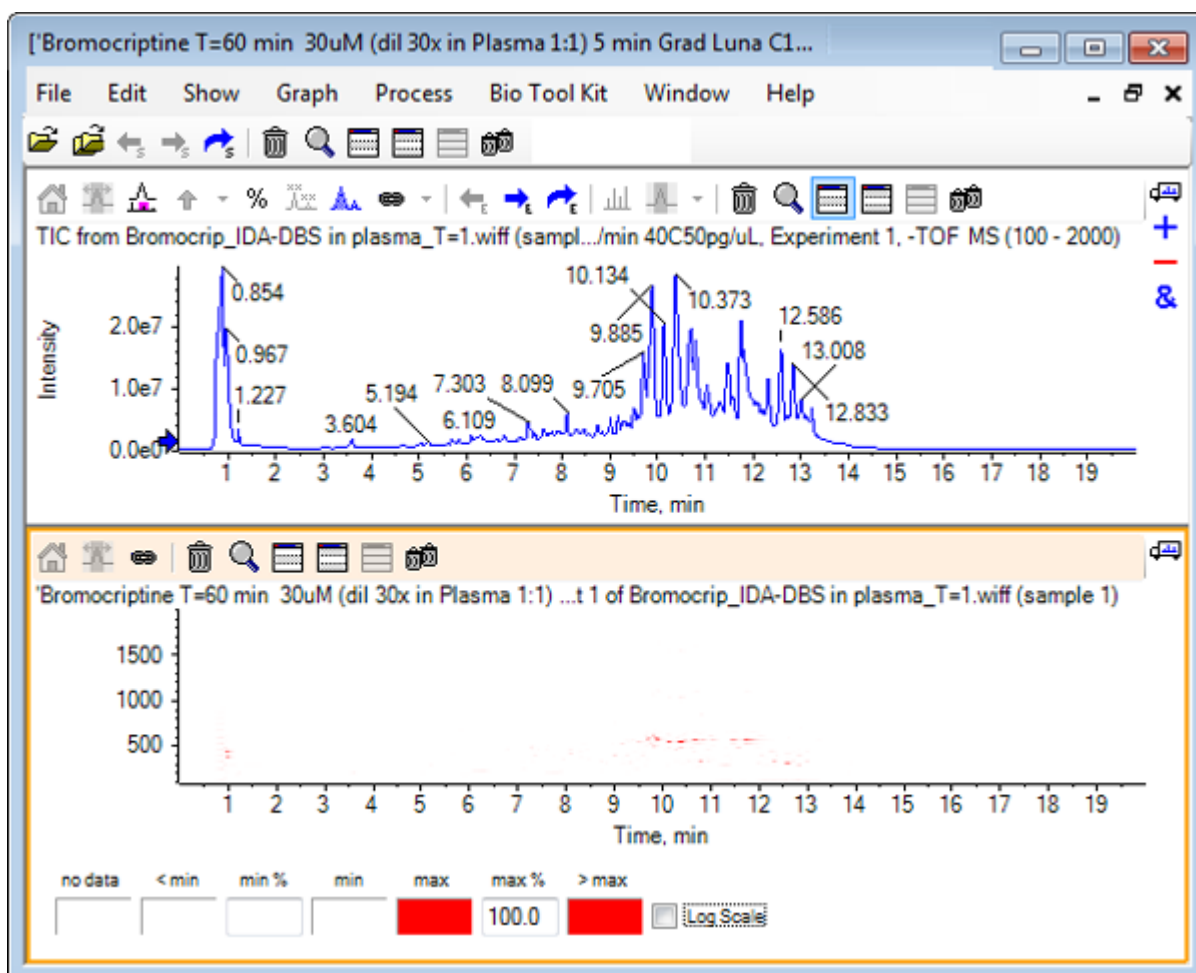 ['Bromocriptine T=60 min 30uM (dil 30x in Plasma 1:1) 5 min Grad Luna C1...
File Edit Show Graph Process Bio Tool Kit Window Help
S S S
% E E
TIC from Bromocrip_IDA-DBS in plasma_T=1.wiff (sampl.../min 40C50pg/uL, Experiment 1, -TOF MS (100 - 2000)
&
Intensity
2.0e7
1.0e7
0.0e0
0.854
0.967
1.227
3.604
5.194
6.109
7.303
8.099
9.705
9.885
10.134
10.373
12.586
13.008
12.833
1 2 3 4 5 6 7 8 9 10 11 12 13 14 15 16 17 18 19
Time, min
'Bromocriptine T=60 min 30uM (dil 30x in Plasma 1:1) ...t 1 of Bromocrip_IDA-DBS in plasma_T=1.wiff (sample 1)
1500
1000
500
1 2 3 4 5 6 7 8 9 10 11 12 13 14 15 16 17 18 19
Time, min
no data < min min % min max max % > max
100.0 Log Scale